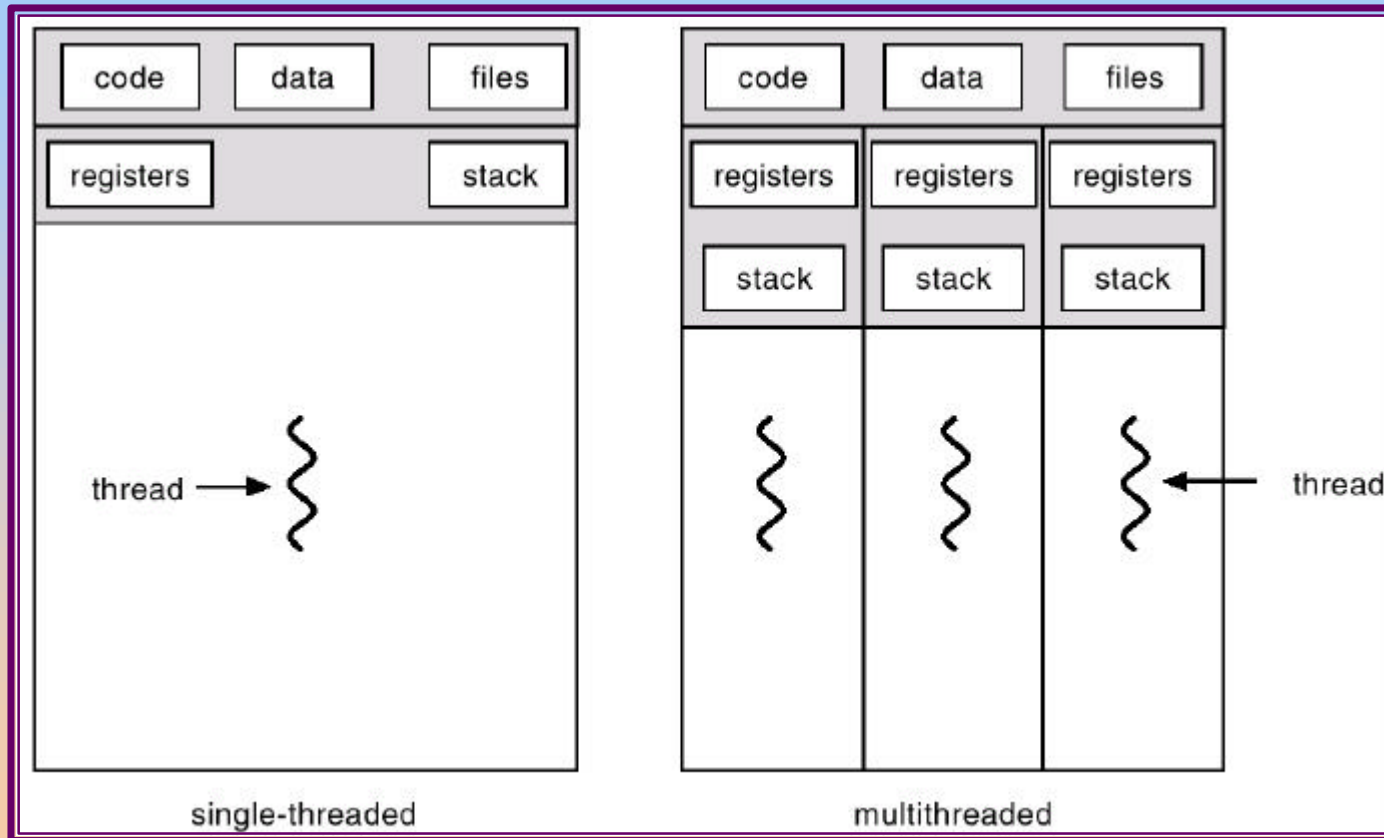 code data files
registers stack
thread
single-threaded
code data files
registers registers registers
stack stack stack
thread
multithreaded